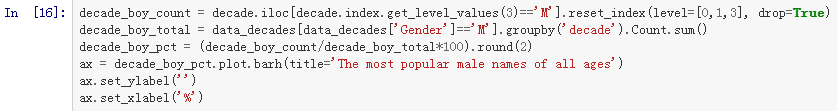 In [16]: decade_boy_count = decade.iloc[decade.index.get_level_values(3)=='M'].reset_index(level=[0,1,3], drop=True)
decade_boy_total = data_decades[data_decades['Gender']=='M'].groupby('decade').Count.sum()
decade_boy_pct = (decade_boy_count/decade_boy_total*100).round(2)
ax = decade_boy_pct.plot.barh(title='The most popular male names of all ages')
ax.set_ylabel('')
ax.set_xlabel('%')